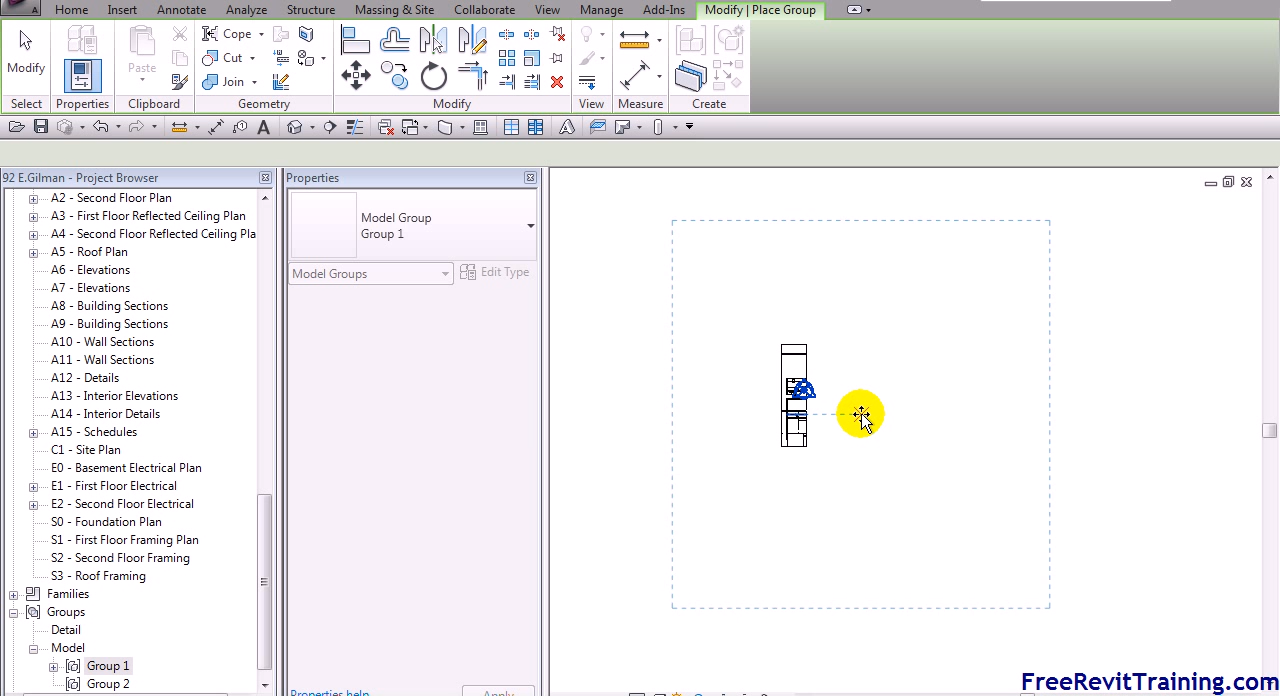 Home Insert Annotate Analyze Structure Massing & Site Collaborate View Manage Add-Ins Modify | Place Group
Modify
Paste
Cope
Cut
Join
Select Properties Clipboard Geometry Modify View Measure Create
92 E.Gilman - Project Browser
A2 - Second Floor Plan
A3 - First Floor Reflected Ceiling Plan
A4 - Second Floor Reflected Ceiling Pla
A5 - Roof Plan
A6 - Elevations
A7 - Elevations
A8 - Building Sections
A9 - Building Sections
A10 - Wall Sections
A11 - Wall Sections
A12 - Details
A13 - Interior Elevations
A14 - Interior Details
A15 - Schedules
C1 - Site Plan
E0 - Basement Electrical Plan
E1 - First Floor Electrical
E2 - Second Floor Electrical
S0 - Foundation Plan
S1 - First Floor Framing Plan
S2 - Second Floor Framing
S3 - Roof Framing
Families
Groups
Detail
Model
Group 1
Group 2
Properties
Model Group
Group 1
Model Groups
Edit Type
Properties help
Apply
FreeRevitTraining.com